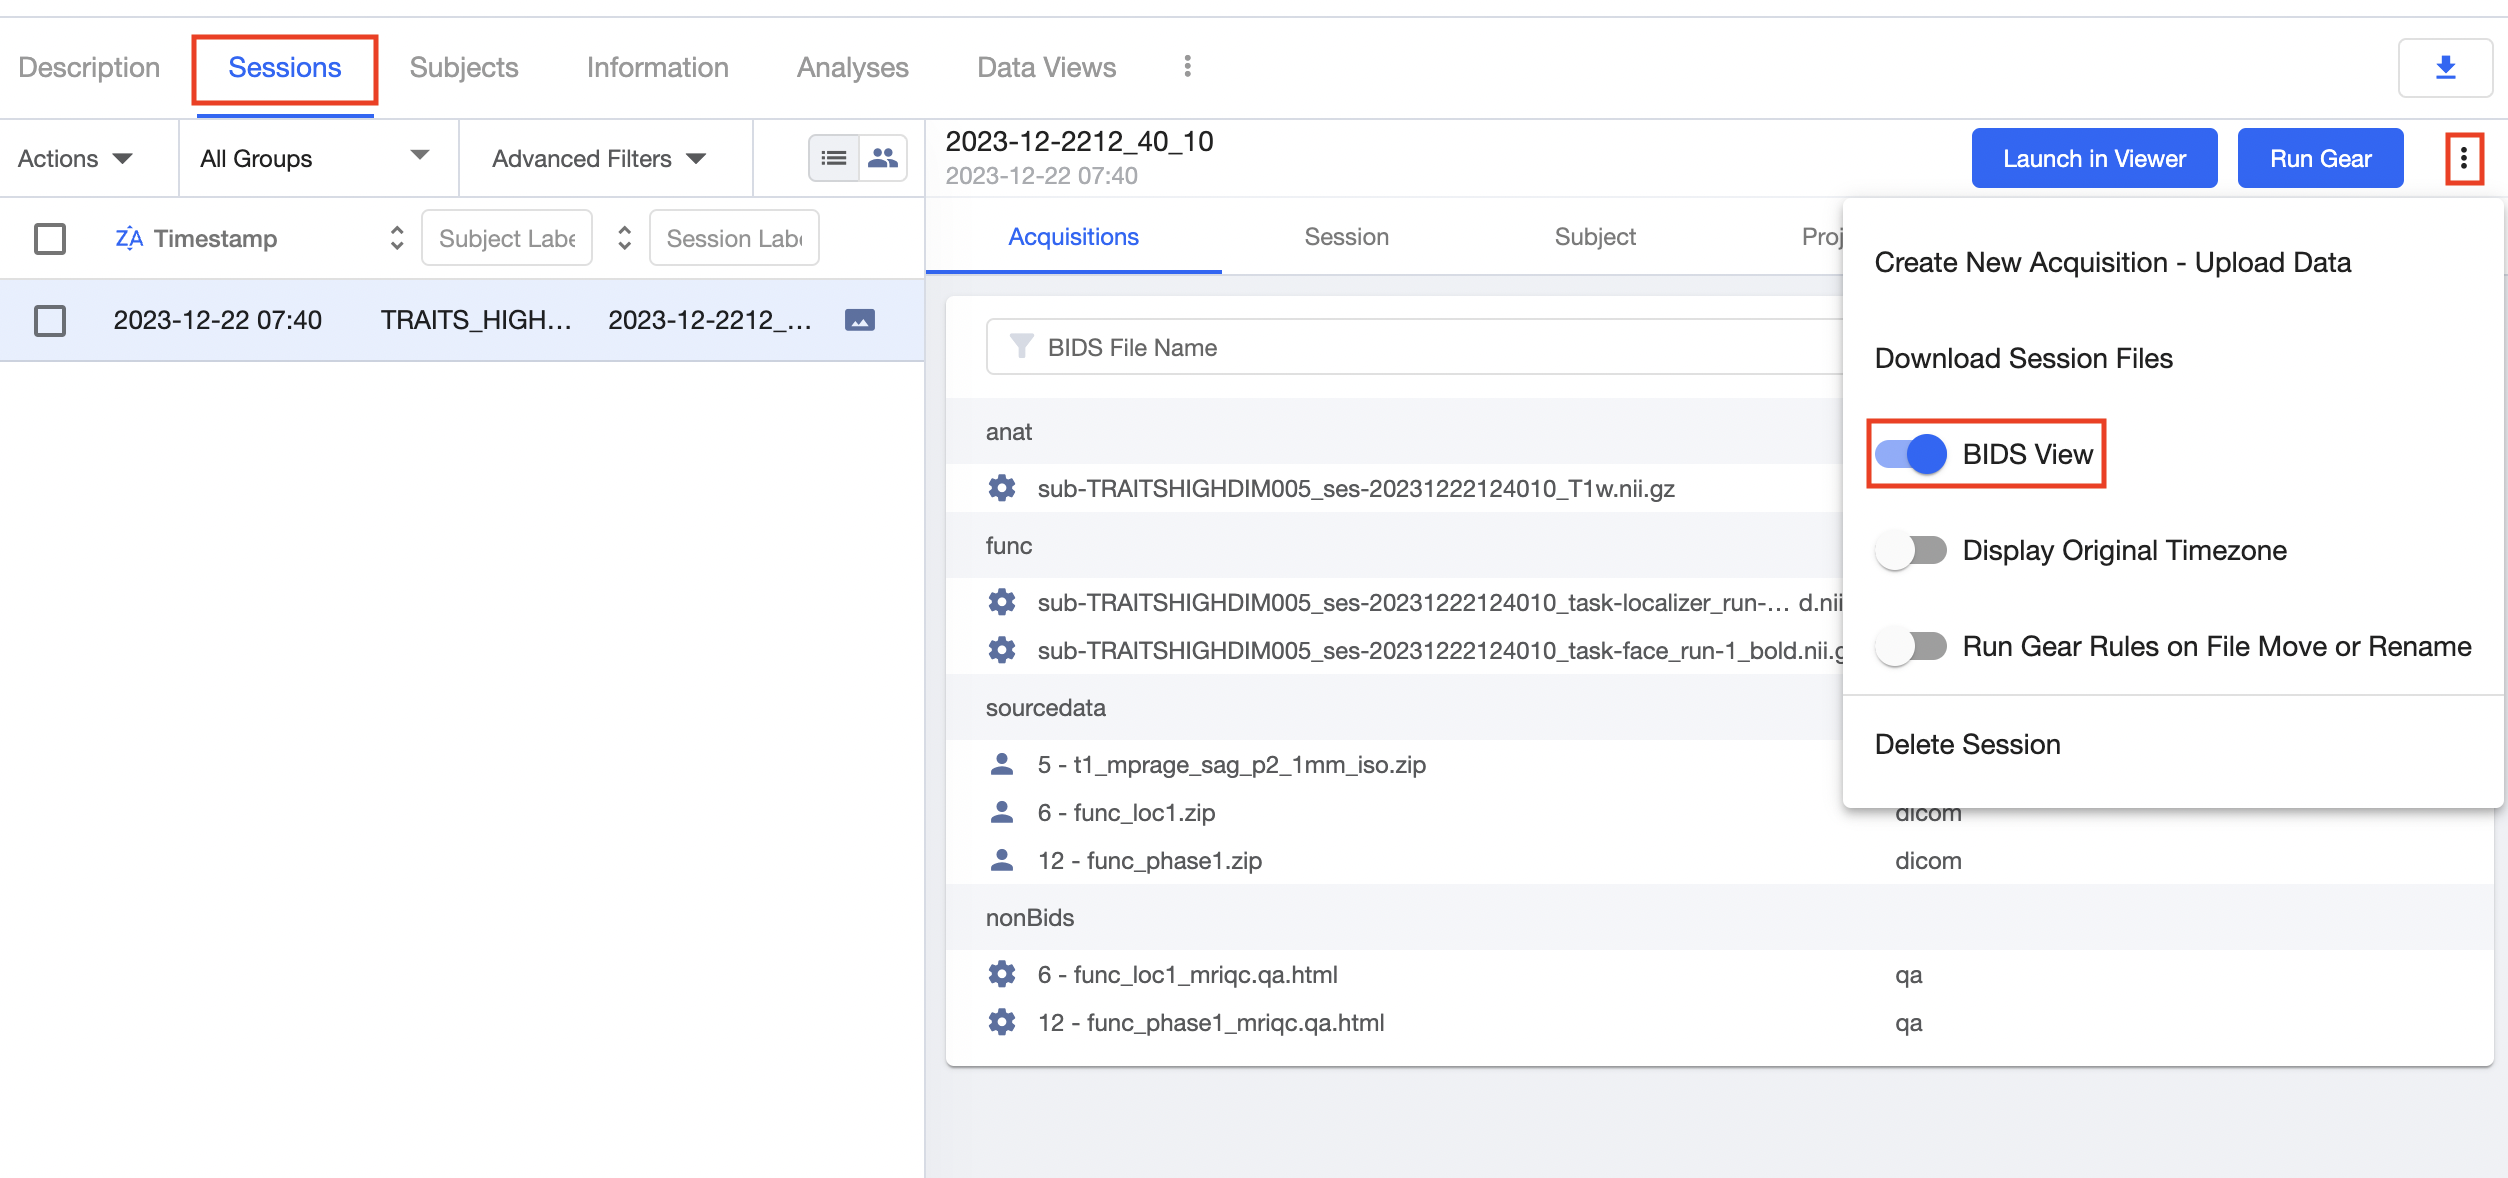 Description Sessions Subjects Information Analyses Data Views
Actions All Groups Advanced Filters
2023-12-2212_40_10
2023-12-22 07:40
Launch in Viewer Run Gear
Timestamp Subject Labe Session Lab
2023-12-22 07:40 TRAITS_HIGH... 2023-12-2212_...
Acquisitions Session Subject Proj
BIDS File Name
anat
sub-TRAITSHIGHDIM005_ses-20231222124010_T1w.nii.gz
func
sub-TRAITSHIGHDIM005_ses-20231222124010_task-localizer_run-... d.nii
sub-TRAITSHIGHDIM005_ses-20231222124010_task-face_run-1_bold.nii.g
sourcedata
5 - t1_mprage_sag_p2_1mm_iso.zip
6 - func_loc1.zip dicom
12 - func_phase1.zip dicom
nonBids
6 - func_loc1_mriqc.qa.html qa
12 - func_phase1_mriqc.qa.html qa
Create New Acquisition - Upload Data
Download Session Files
BIDS View
Display Original Timezone
Run Gear Rules on File Move or Rename
Delete Session